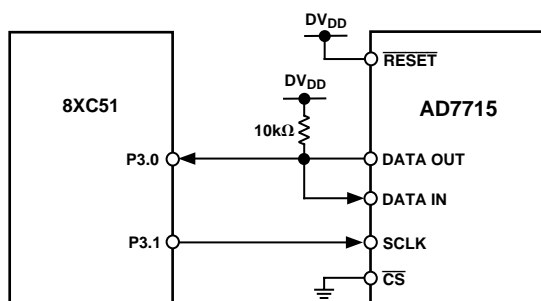 DVDD
RESET
DVDD
8XC51
AD7715
10kΩ
P3.0
DATA OUT
DATA IN
P3.1
SCLK
CS